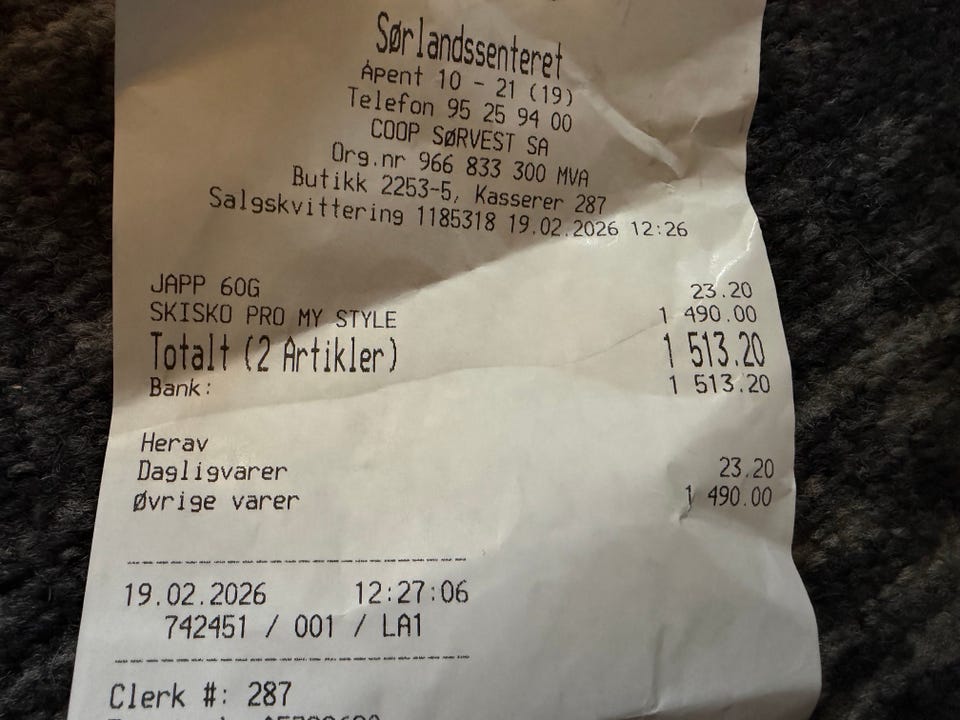 Sørlandssenteret
Åpent 10 - 21 (19)
Telefon 95 25 94 00
COOP SØRVEST SA
Org.nr 966 833 300 MVA
Butikk 2253-5, Kasserer 287
Salgskvittering 1185318 19.02.2026 12:26
JAPP 60G 23.20
SKISKO PRO MY STYLE 1 490.00
Totalt (2 Artikler) 1 513.20
Bank: 1 513.20
Herav
Dagligvarer 23.20
Øvrige varer 1 490.00
19.02.2026 12:27:06
742451 / 001 / LA1
Clerk #: 287